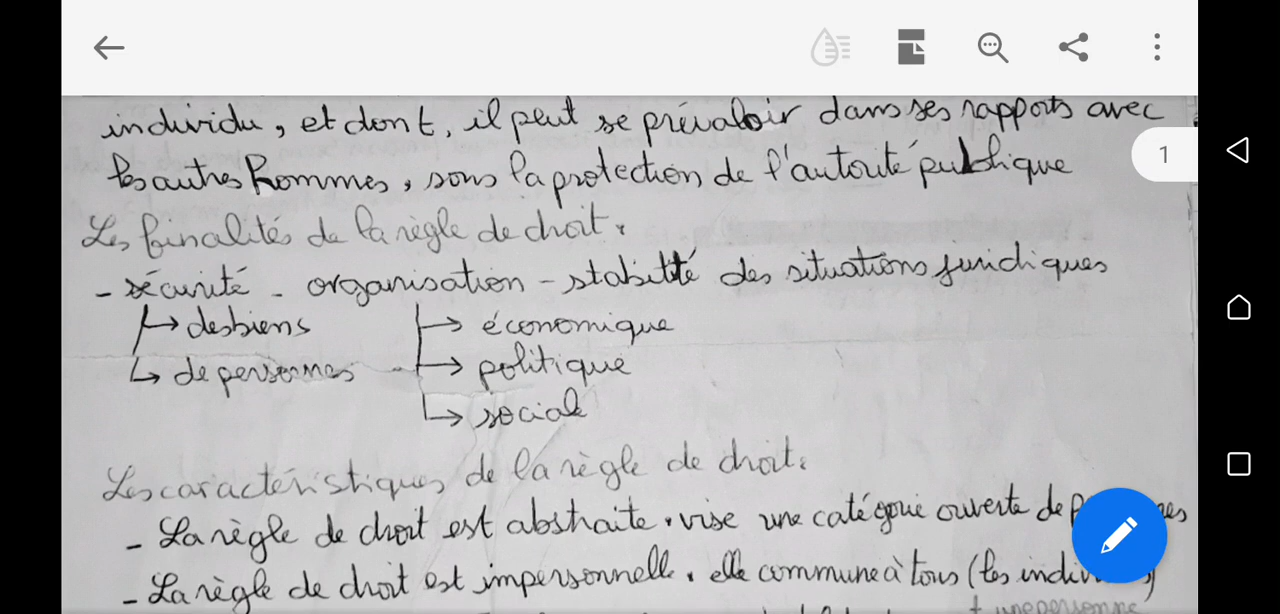 1
individu, et dont, il peut se prévaloir dans ses rapports avec
les autres hommes, sous la protection de l'autorité publique
Les finalités de la règle de droit.
- sécurité - organisation - stabilité des situations juridiques
↳ des biens ↳ économique
↳ de personnes ↳ politique
↳ social
Les caractéristiques de la règle de droit.
- La règle de droit est abstraite. vise une catégorie ouverte de
- La règle de droit est impersonnelle. elle commune à tous (les
une personne